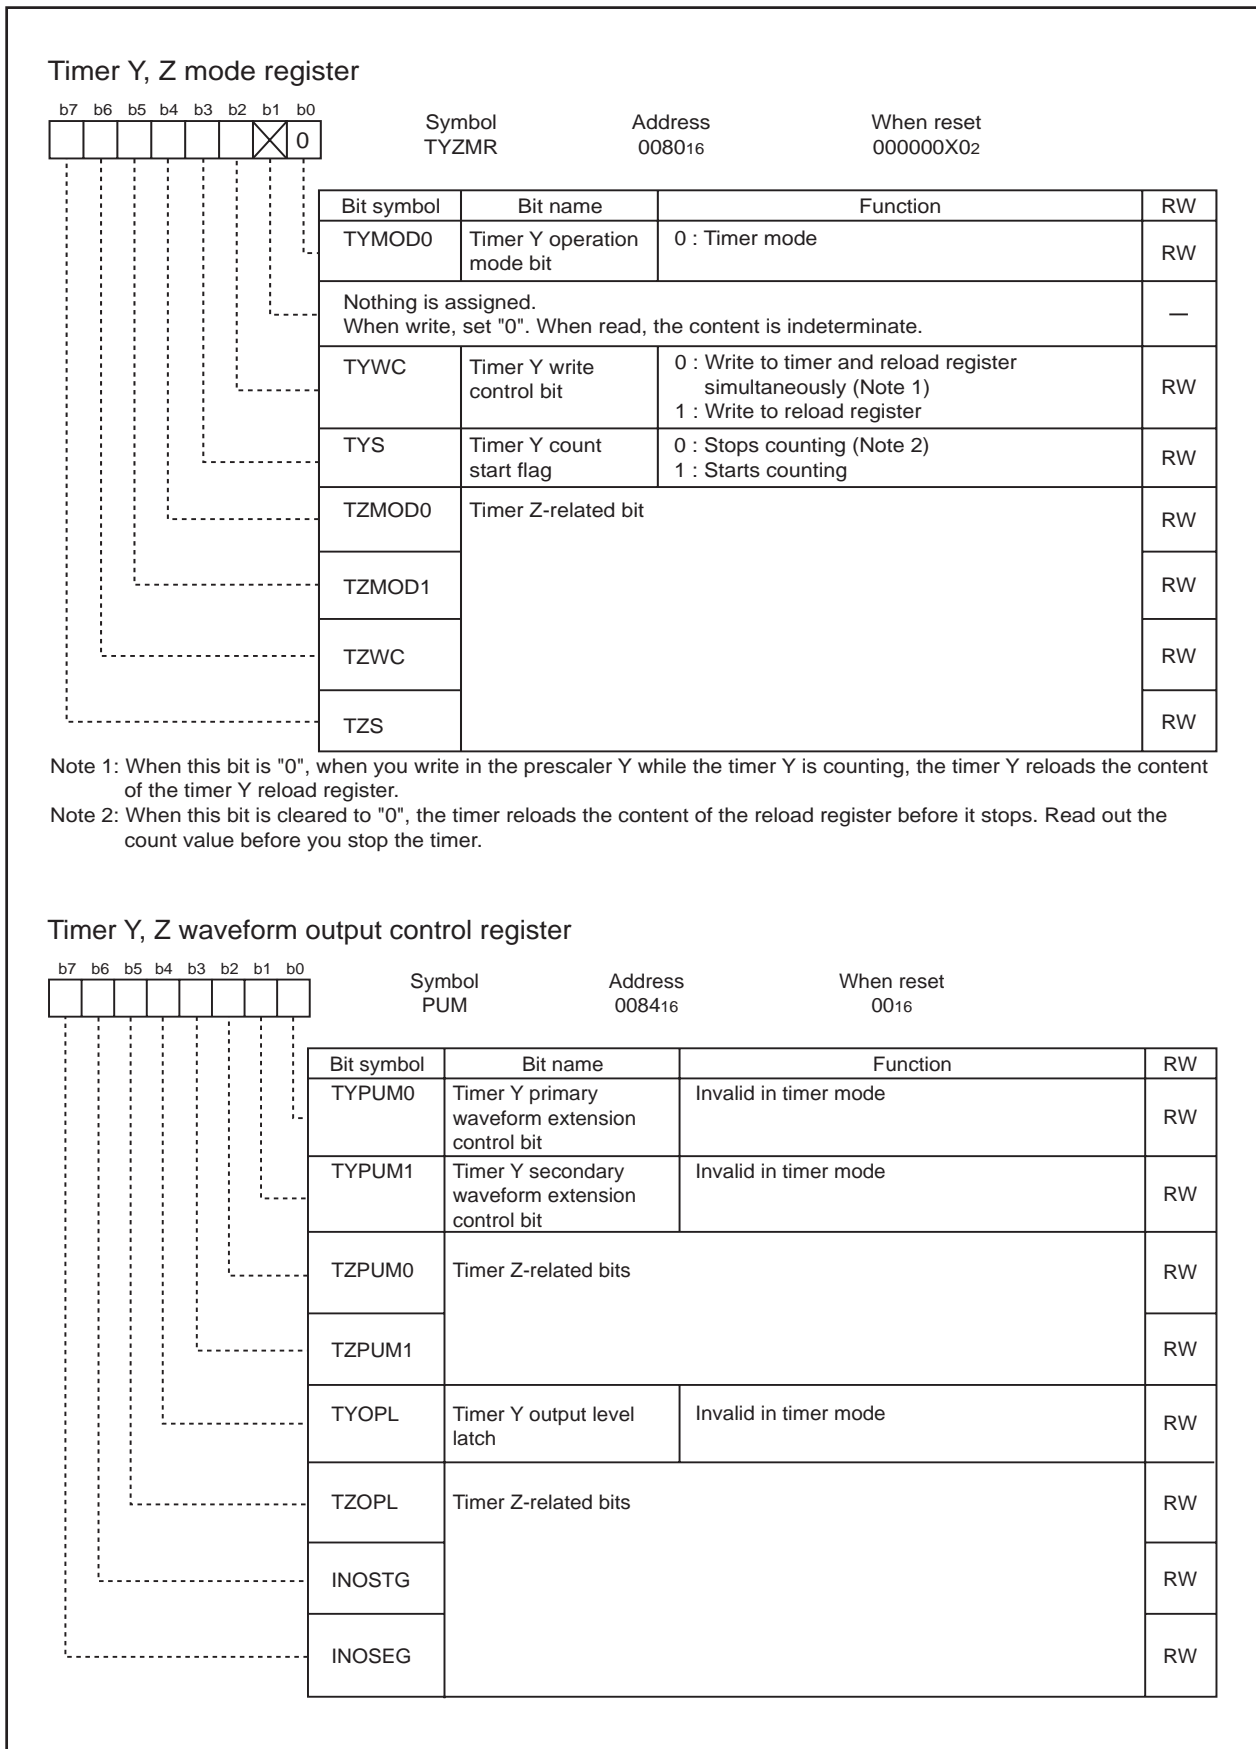 Timer Y, Z mode register
b7 b6 b5 b4 b3 b2 b1 b0
0
Symbol Address When reset
TYZMR 008016 000000X02
Bit symbol Bit name Function RW
TYMOD0 Timer Y operation mode bit 0 : Timer mode RW
Nothing is assigned.
When write, set "0". When read, the content is indeterminate. —
TYWC Timer Y write control bit 0 : Write to timer and reload register
simultaneously (Note 1)
1 : Write to reload register RW
TYS Timer Y count start flag 0 : Stops counting (Note 2)
1 : Starts counting RW
TZMOD0 Timer Z-related bit RW
TZMOD1 RW
TZWC RW
TZS RW
Note 1: When this bit is "0", when you write in the prescaler Y while the timer Y is counting, the timer Y reloads the content
of the timer Y reload register.
Note 2: When this bit is cleared to "0", the timer reloads the content of the reload register before it stops. Read out the
count value before you stop the timer.
Timer Y, Z waveform output control register
b7 b6 b5 b4 b3 b2 b1 b0
Symbol Address When reset
PUM 008416 0016
Bit symbol Bit name Function RW
TYPUM0 Timer Y primary waveform extension control bit Invalid in timer mode RW
TYPUM1 Timer Y secondary waveform extension control bit Invalid in timer mode RW
TZPUM0 Timer Z-related bits RW
TZPUM1 RW
TYOPL Timer Y output level latch Invalid in timer mode RW
TZOPL Timer Z-related bits RW
INOSTG RW
INOSEG RW